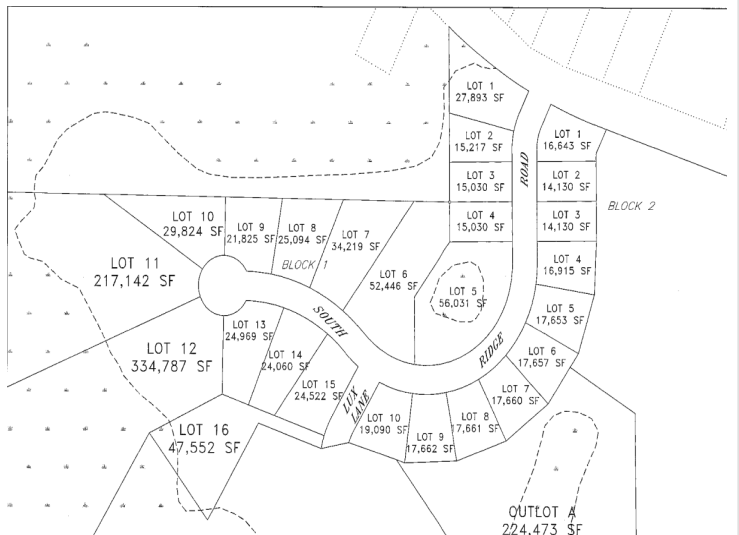 LOT 1
27,893 SF
LOT 2
15,217 SF
LOT 3
15,030 SF
LOT 4
15,030 SF
ROAD
LOT 1
16,643 SF
LOT 2
14,130 SF
LOT 3
14,130 SF
LOT 4
16,915 SF
BLOCK 2
LOT 10
29,824 SF
LOT 9
21,825 SF
LOT 8
25,094 SF
LOT 7
34,219 SF
BLOCK 1
LOT 6
52,446 SF
LOT 5
56,031 SF
LOT 11
217,142 SF
LOT 5
17,653 SF
SOUTH
RIDGE
LOT 13
24,969 SF
LOT 14
24,060 SF
LOT 15
24,522 SF
LOT 12
334,787 SF
LOT 6
17,657 SF
LOT 7
17,660 SF
LUX
LANE
LOT 10
19,090 SF
LOT 9
17,662 SF
LOT 8
17,661 SF
LOT 16
47,552 SF
OUTLOT A
224,473 SF